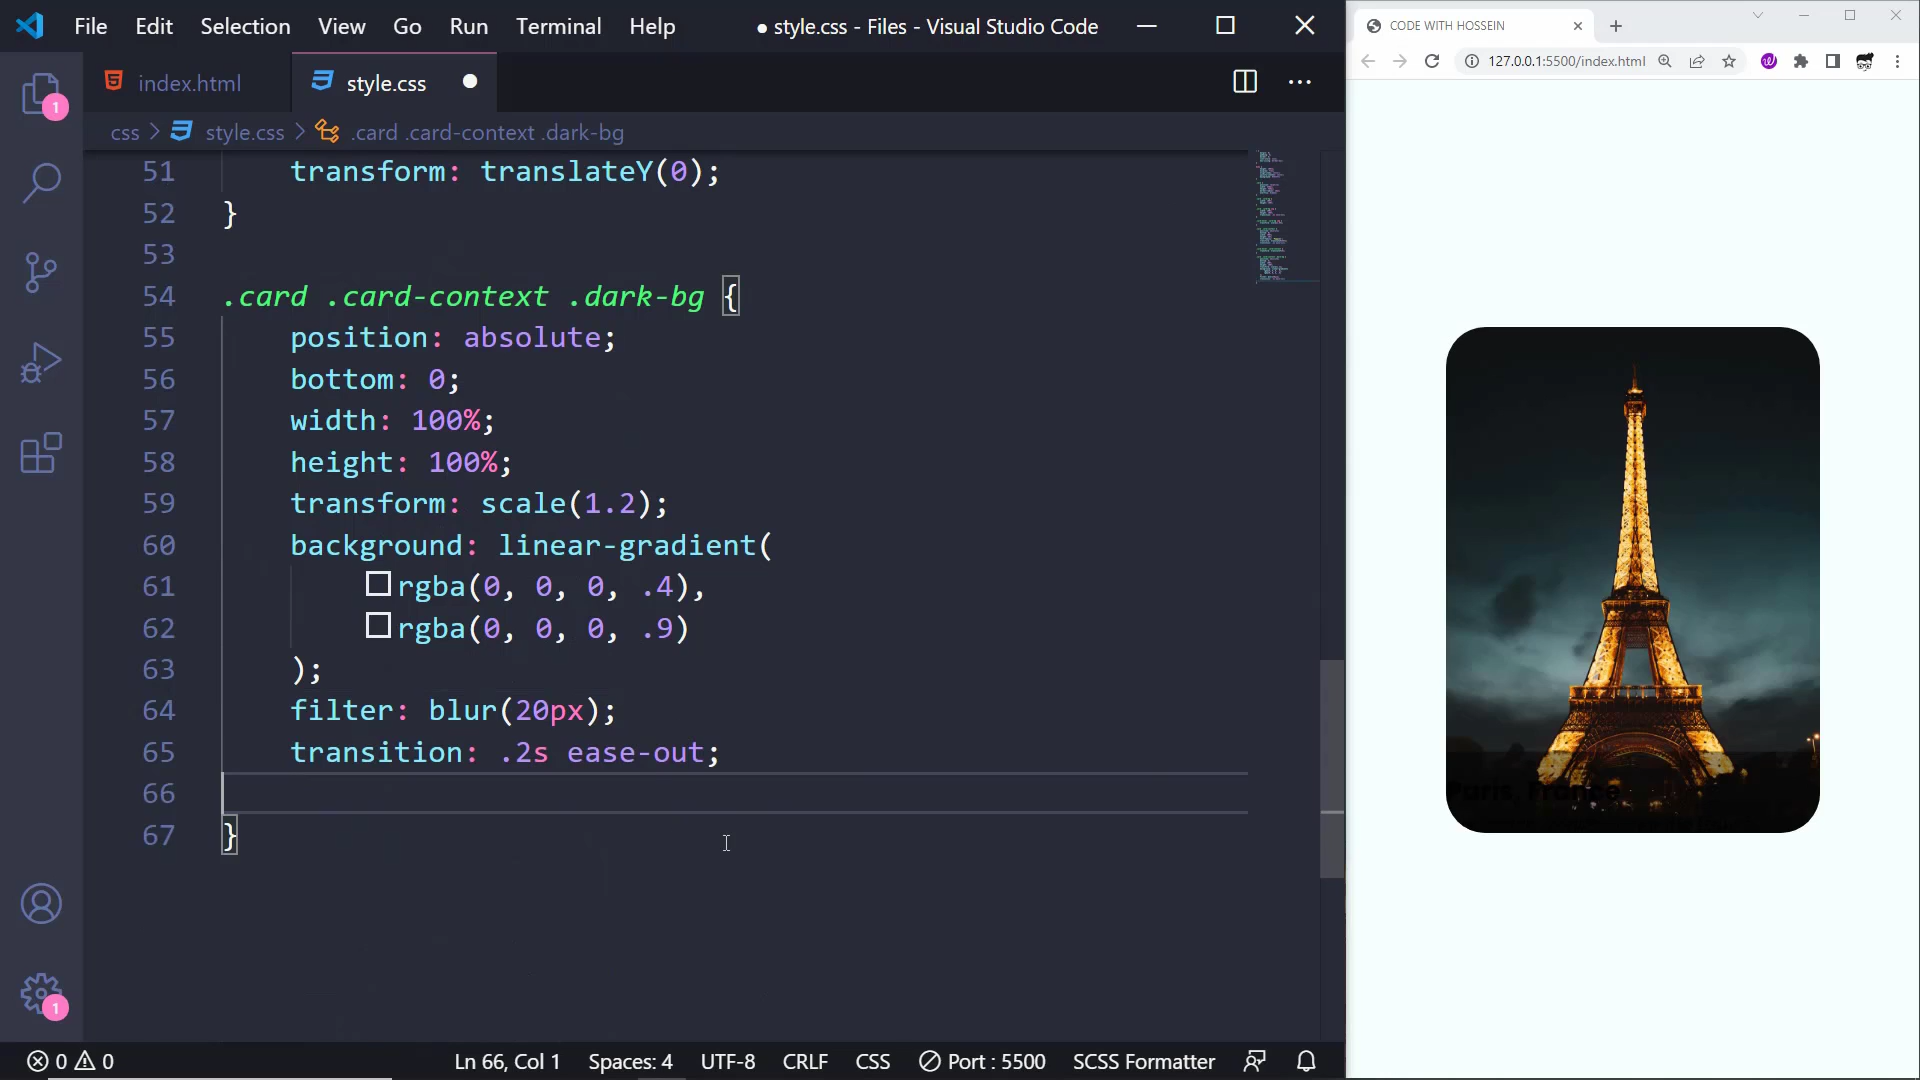 File Edit Selection View Go Run Terminal Help ● style.css - Files - Visual Studio Code
index.html style.css
css > style.css > .card .card-context .dark-bg
51 transform: translateY(0);
52 }
53
54 .card .card-context .dark-bg {
55 position: absolute;
56 bottom: 0;
57 width: 100%;
58 height: 100%;
59 transform: scale(1.2);
60 background: linear-gradient(
61 rgba(0, 0, 0, .4),
62 rgba(0, 0, 0, .9)
63 );
64 filter: blur(20px);
65 transition: .2s ease-out;
66
67 }
1
1
0 0 Ln 66, Col 1 Spaces: 4 UTF-8 CRLF CSS Port : 5500 SCSS Formatter
CODE WITH HOSSEIN
127.0.0.1:5500/index.html
Paris, France